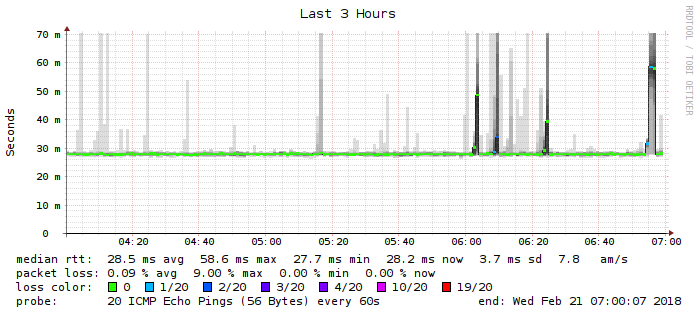 Last 3 Hours
RRDTOOL / TOBI OETIKER
Seconds
70 m
60 m
50 m
40 m
30 m
20 m
10 m
0
04:20 04:40 05:00 05:20 05:40 06:00 06:20 06:40 07:00
median rtt: 28.5 ms avg 58.6 ms max 27.7 ms min 28.2 ms now 3.7 ms sd 7.8 am/s
packet loss: 0.09 % avg 9.00 % max 0.00 % min 0.00 % now
loss color: 0 1/20 2/20 3/20 4/20 10/20 19/20
probe: 20 ICMP Echo Pings (56 Bytes) every 60s end: Wed Feb 21 07:00:07 2018